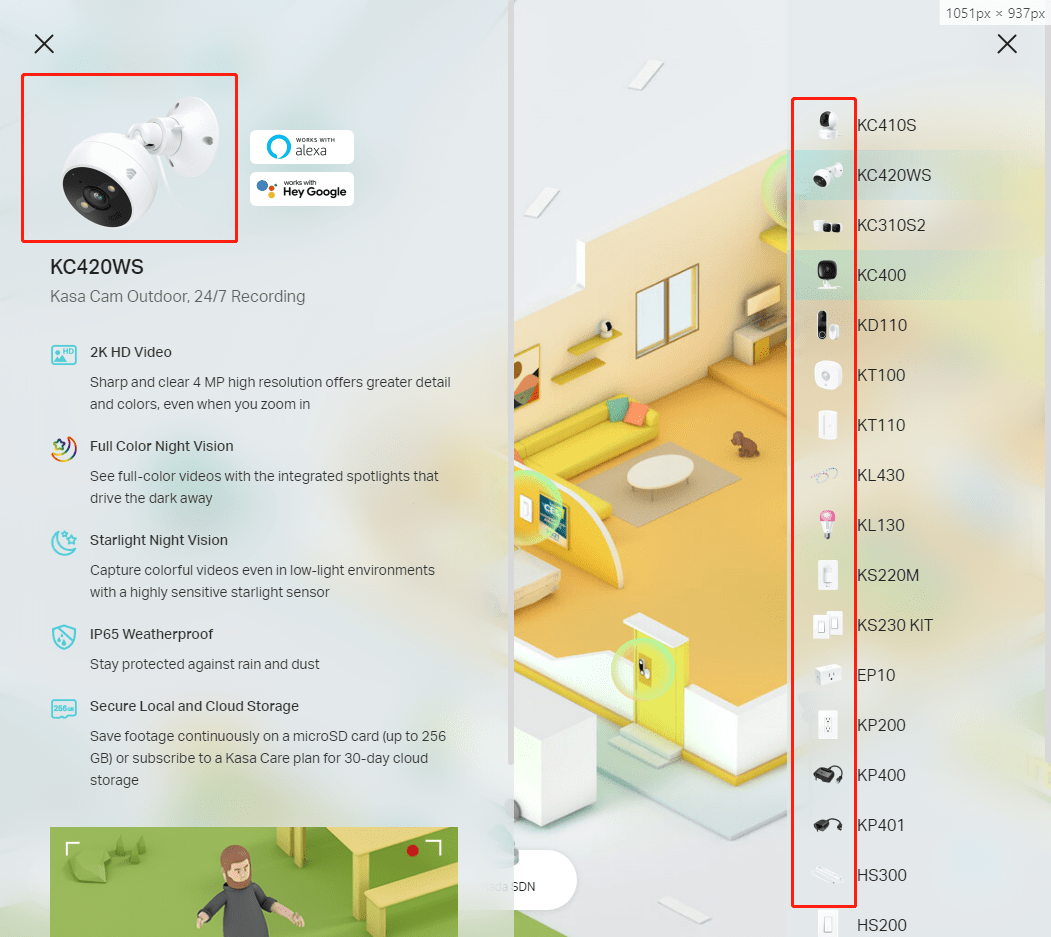 1051px × 937px
WORKS WITH
alexa
works with
Hey Google
KC420WS
Kasa Cam Outdoor, 24/7 Recording
HD
2K HD Video
Sharp and clear 4 MP high resolution offers greater detail
and colors, even when you zoom in
Full Color Night Vision
See full-color videos with the integrated spotlights that
drive the dark away
Starlight Night Vision
Capture colorful videos even in low-light environments
with a highly sensitive starlight sensor
IP65 Weatherproof
Stay protected against rain and dust
256GB
Secure Local and Cloud Storage
Save footage continuously on a microSD card (up to 256
GB) or subscribe to a Kasa Care plan for 30-day cloud
storage
SDN
KC410S
KC420WS
KC310S2
KC400
KD110
KT100
KT110
KL430
KL130
KS220M
KS230 KIT
EP10
KP200
KP400
KP401
HS300
HS200